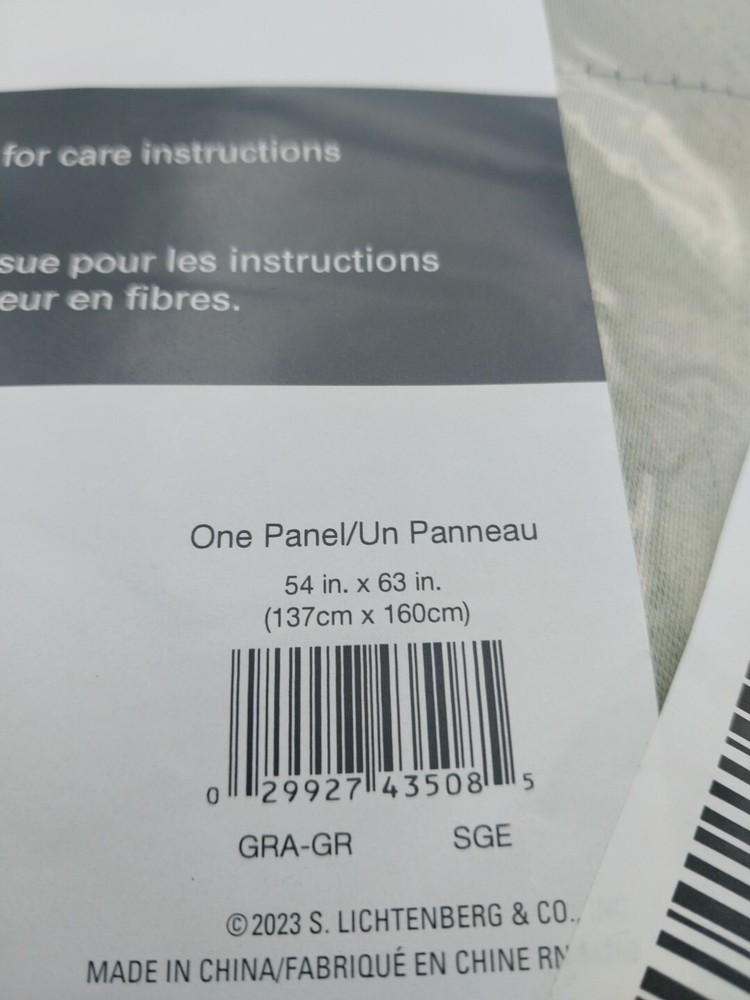 for care instructions
sue pour les instructions
eur en fibres.
One Panel/Un Panneau
54 in. x 63 in.
(137cm x 160cm)
0 29927 43508 5
GRA-GR SGE
©2023 S. LICHTENBERG & CO.,
MADE IN CHINA/FABRIQUÉ EN CHINE RN